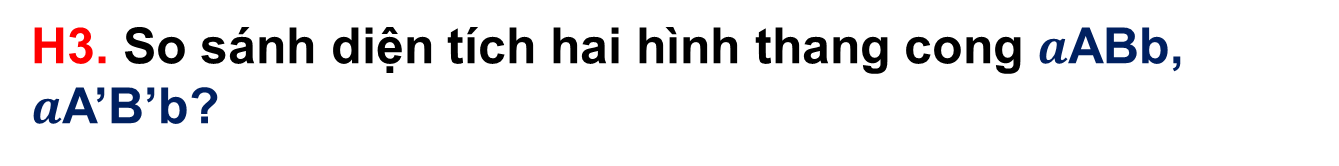 H3. So sánh diện tích hai hình thang cong 𝒂ABb,
𝒂A’B’b?